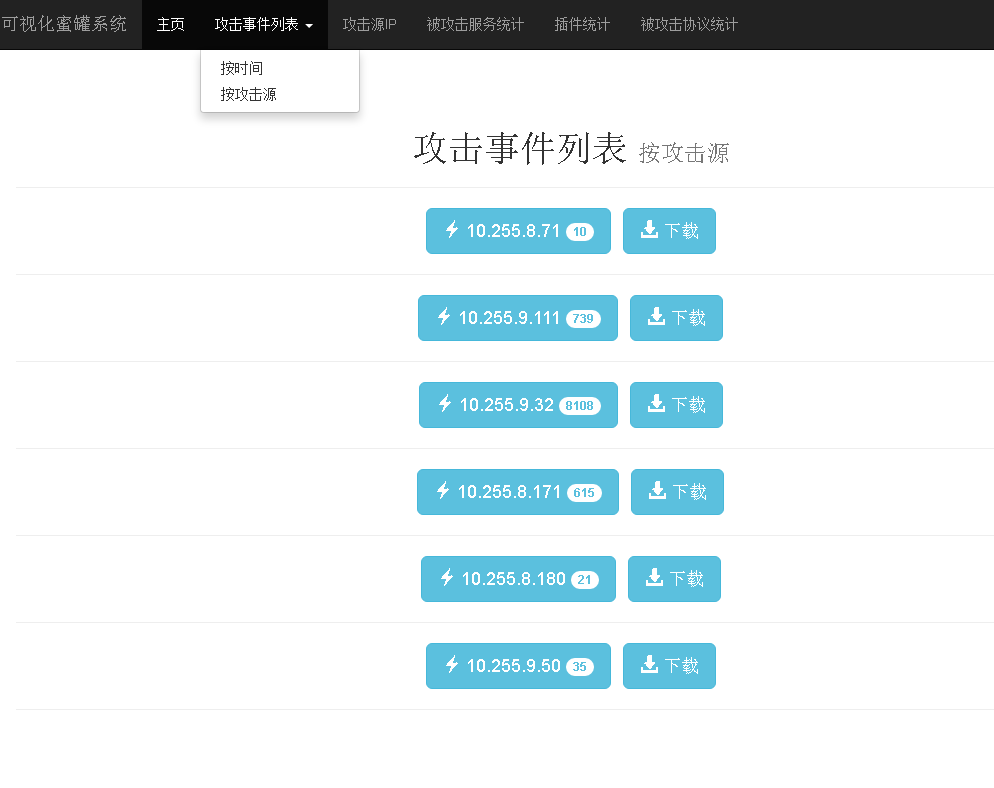 可视化蜜罐系统 主页 攻击事件列表 攻击源IP 被攻击服务统计 插件统计 被攻击协议统计
按时间
按攻击源
攻击事件列表 按攻击源
10.255.8.71 10 下载
10.255.9.111 739 下载
10.255.9.32 8108 下载
10.255.8.171 615 下载
10.255.8.180 21 下载
10.255.9.50 35 下载